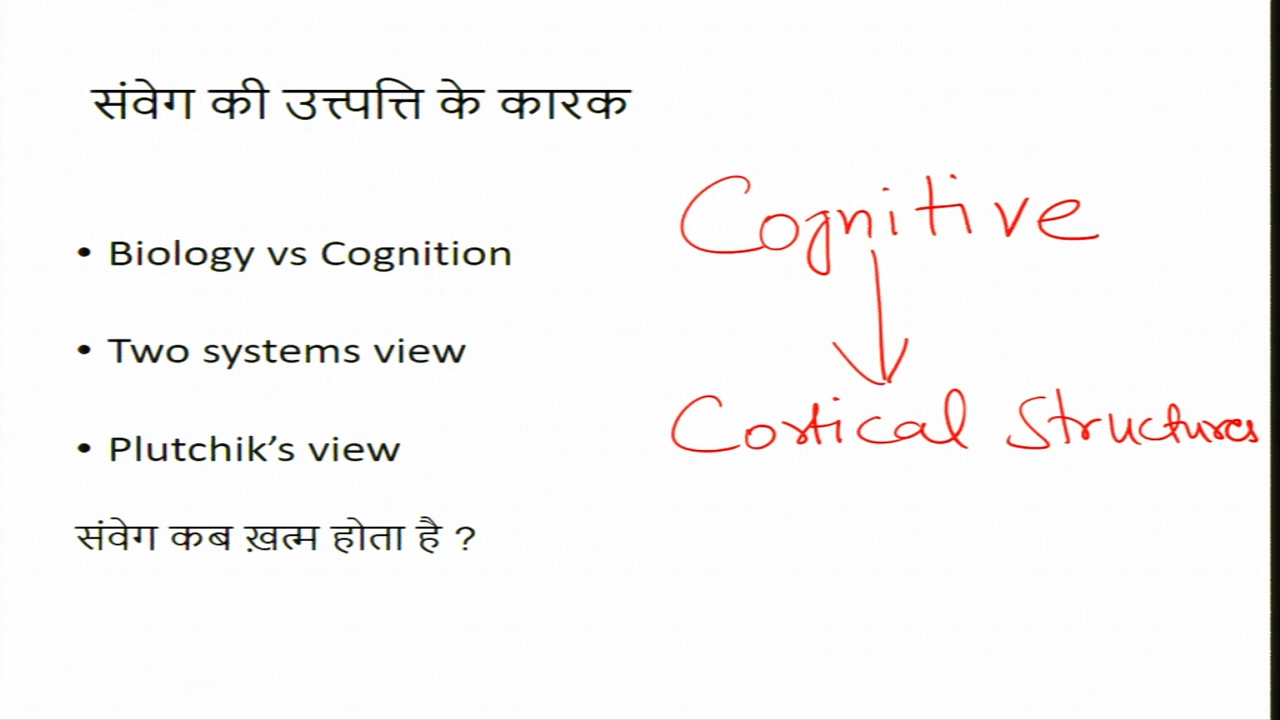 संवेग की उत्त्पत्ति के कारक
• Biology vs Cognition
• Two systems view
• Plutchik’s view
संवेग कब ख़त्म होता है ?
Cognitive
Cortical Structures